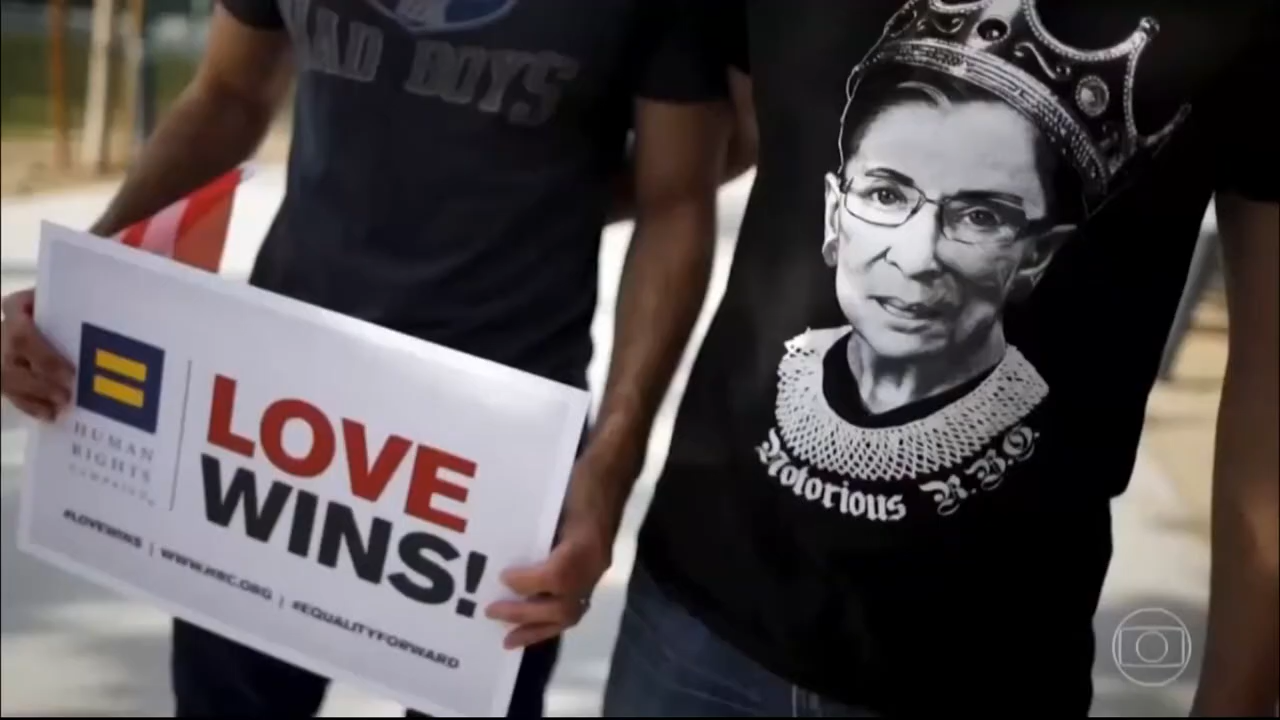 BAD BOYS
HUMAN
RIGHTS
CAMPAIGN
LOVE
WINS!
#LOVEWINS | WWW.HRC.ORG | #EQUALITYFORWARD
Notorious R.B.G.